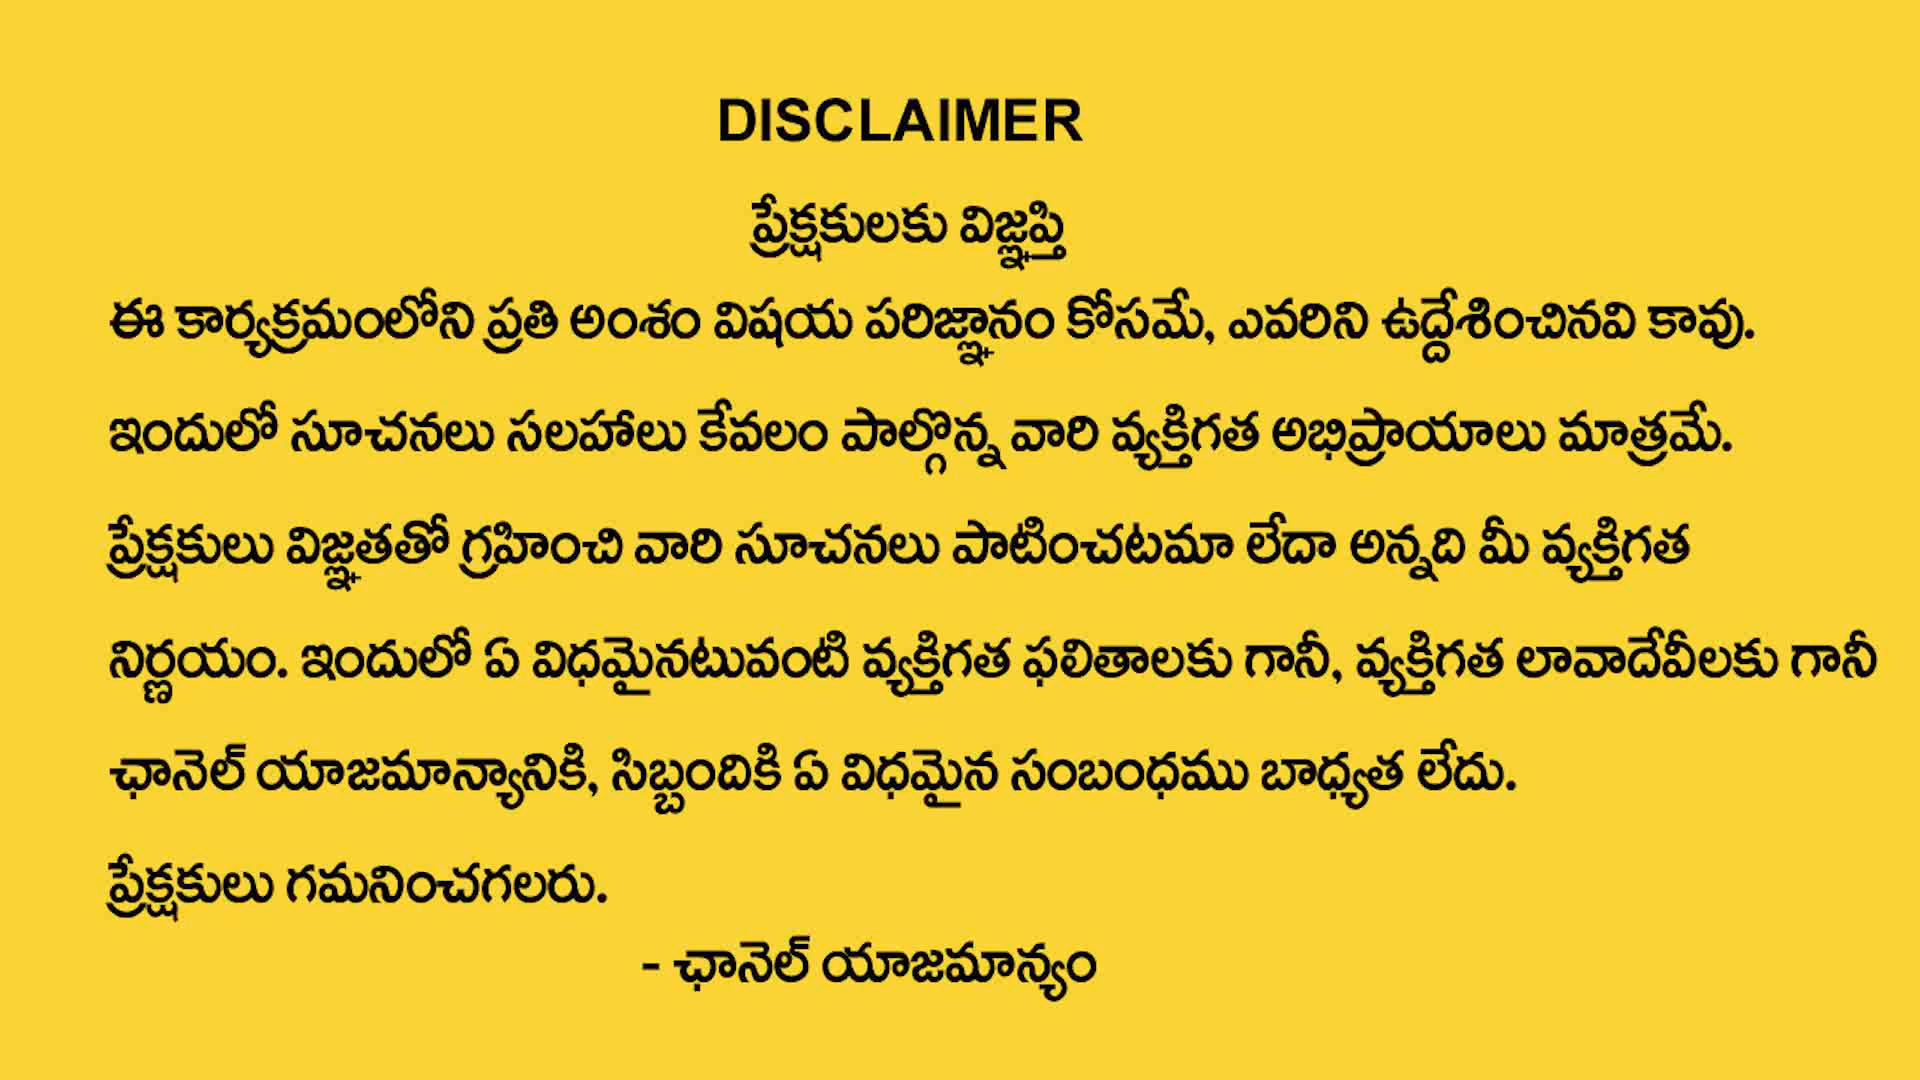 DISCLAIMER
ప్రేక్షకులకు విజ్ఞప్తి
ఈ కార్యక్రమంలోని ప్రతి అంశం విషయ పరిజ్ఞానం కోసమే, ఎవరిని ఉద్దేశించినవి కావు.
ఇందులో సూచనలు సలహాలు కేవలం పాల్గొన్న వారి వ్యక్తిగత అభిప్రాయాలు మాత్రమే.
ప్రేక్షకులు విజ్ఞతతో గ్రహించి వారి సూచనలు పాటించటమా లేదా అన్నది మీ వ్యక్తిగత
నిర్ణయం. ఇందులో ఏ విధమైనటువంటి వ్యక్తిగత ఫలితాలకు గానీ, వ్యక్తిగత లావాదేవీలకు గానీ
ఛానెల్ యాజమాన్యానికి, సిబ్బందికి ఏ విధమైన సంబంధము బాధ్యత లేదు.
ప్రేక్షకులు గమనించగలరు.
- ఛానెల్ యాజమాన్యం